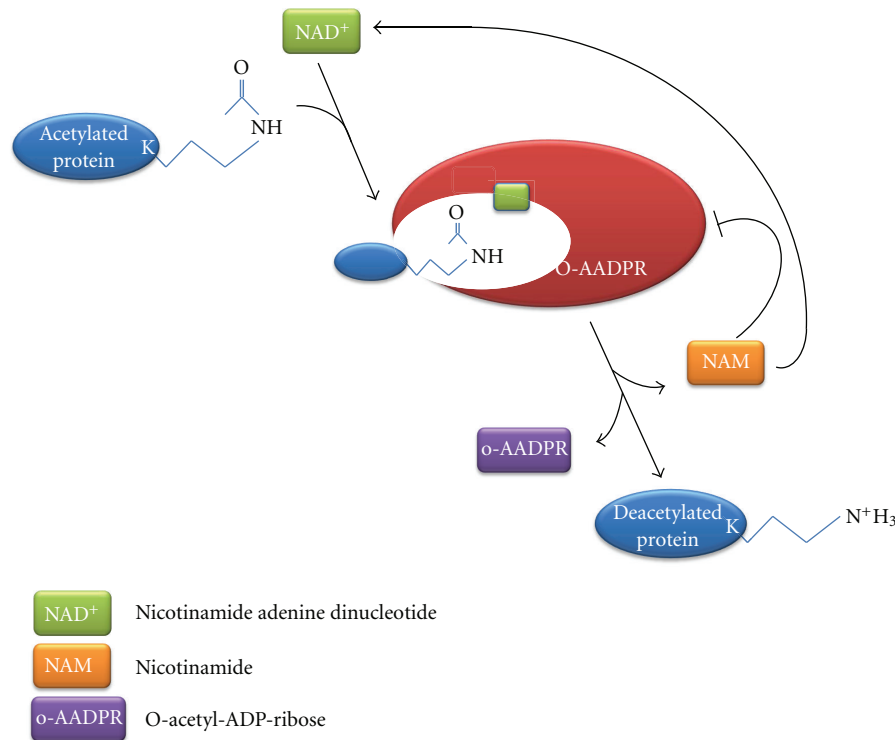 NAD⁺
O
NH
Acetylated
protein
K
O
NH
O-AADPR
NAM
o-AADPR
Deacetylated
protein
K
N⁺H₃
NAD⁺ Nicotinamide adenine dinucleotide
NAM Nicotinamide
o-AADPR O-acetyl-ADP-ribose